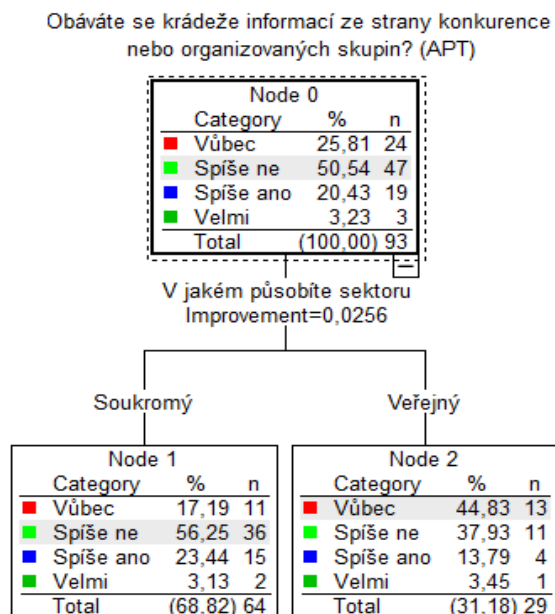 Obáváte se krádeže informací ze strany konkurence
nebo organizovaných skupin? (APT)
Node 0
Category % n
Vůbec 25,81 24
Spíše ne 50,54 47
Spíše ano 20,43 19
Velmi 3,23 3
Total (100,00) 93
V jakém působíte sektoru
Improvement=0,0256
Soukromý
Veřejný
Node 1
Category % n
Vůbec 17,19 11
Spíše ne 56,25 36
Spíše ano 23,44 15
Velmi 3,13 2
Total (68,82) 64
Node 2
Category % n
Vůbec 44,83 13
Spíše ne 37,93 11
Spíše ano 13,79 4
Velmi 3,45 1
Total (31,18) 29